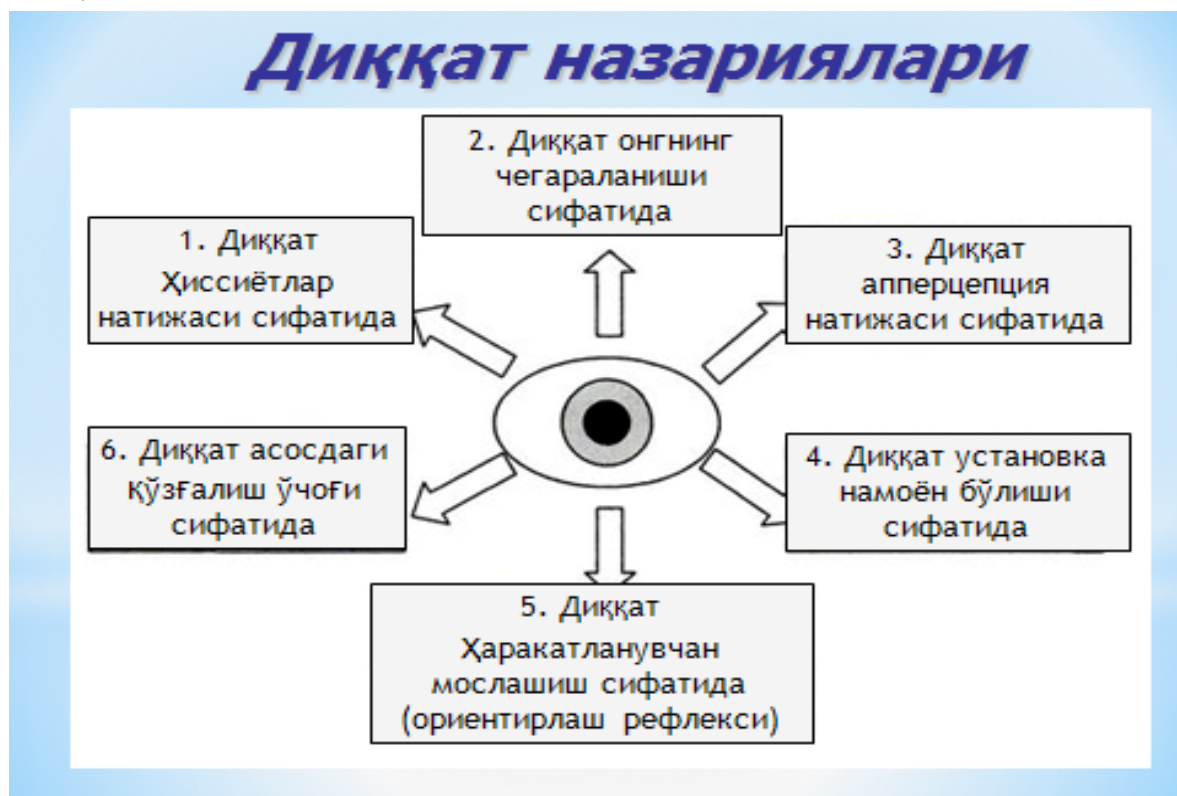 Диққат назариялари
1. Диққат
Ҳиссиётлар
натижаси сифатида
2. Диққат онгнинг
чегараланиши
сифатида
3. Диққат
апперцепция
натижаси сифатида
4. Диққат установка
намоён бўлиши
сифатида
5. Диққат
Ҳаракатланувчан
мослашиш сифатида
(ориентирлаш рефлекси)
6. Диққат асосдаги
Қўзғалиш ўчоғи
сифатида